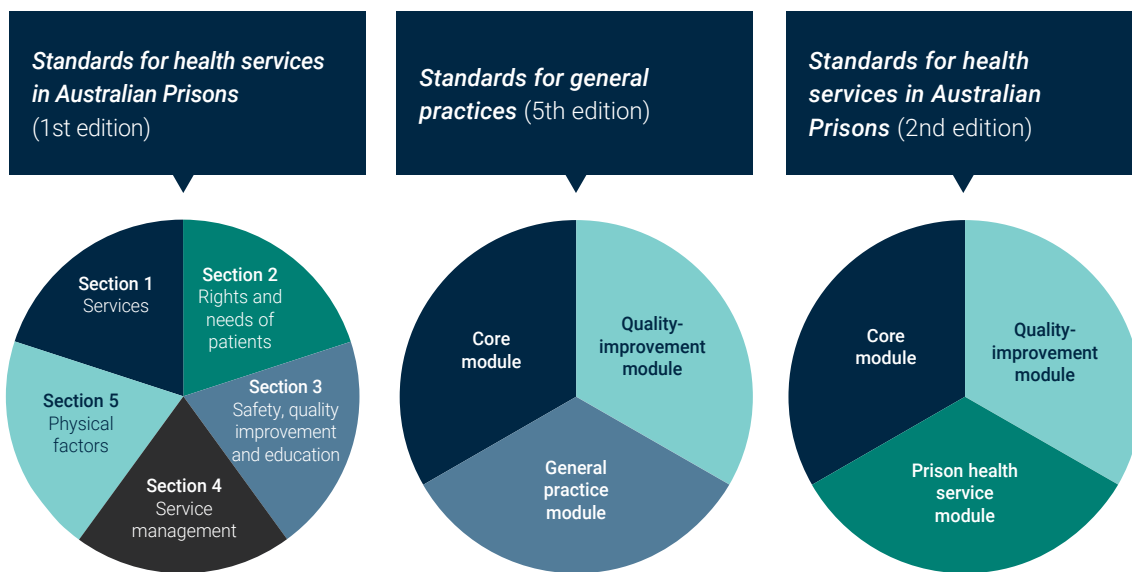 Standards for health services
in Australian Prisons
(1st edition)
Standards for general
practices (5th edition)
Standards for health
services in Australian
Prisons (2nd edition)
Section 1
Services
Section 2
Rights and
needs of
patients
Section 3
Safety, quality
improvement
and education
Section 4
Service
management
Section 5
Physical
factors
Core
module
Quality-
improvement
module
General
practice
module
Core
module
Quality-
improvement
module
Prison health
service
module